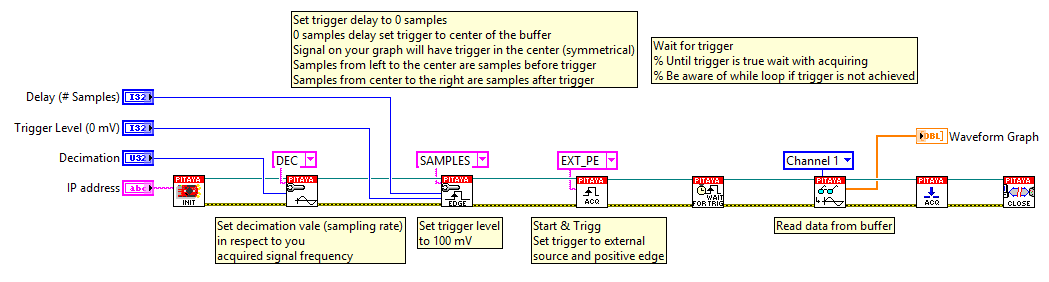 Set trigger delay to 0 samples
0 samples delay set trigger to center of the buffer
Signal on your graph will have trigger in the center (symmetrical)
Samples from left to the center are samples before trigger
Samples from center to the right are samples after trigger
Wait for trigger
% Until trigger is true wait with acquiring
% Be aware of while loop if trigger is not achieved
Delay (# Samples)
I32
Trigger Level (0 mV)
I32
Decimation
U32
IP address
abc
DEC
SAMPLES
EXT_PE
Channel 1
DBL
Waveform Graph
PITAYA
INIT
PITAYA
PITAYA
EDGE
PITAYA
ACQ
PITAYA
WAIT
FOR TRIG
PITAYA
PITAYA
ACQ
PITAYA
CLOSE
Set decimation vale (sampling rate)
in respect to you
acquired signal frequency
Set trigger level
to 100 mV
Start & Trigg
Set trigger to external
source and positive edge
Read data from buffer